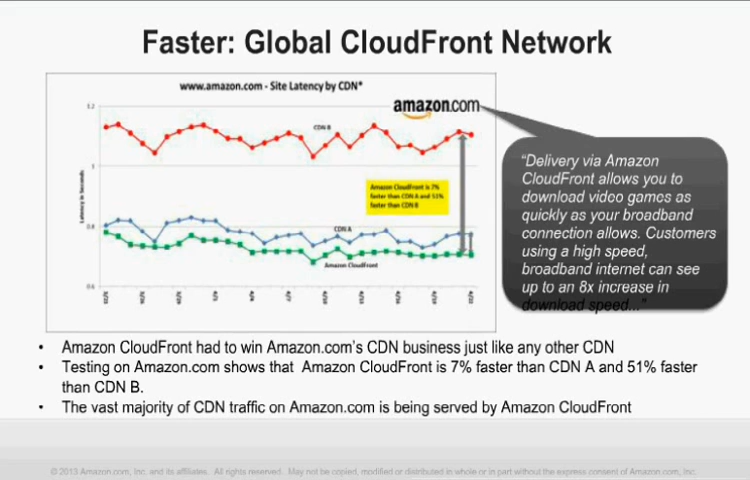 Faster: Global CloudFront Network
www.amazon.com - Site Latency by CDN*
amazon.com
1.2
CDN B
1
Latency in Seconds
Amazon CloudFront is 7%
faster than CDN A and 51%
faster than CDN B
0.8
CDN A
Amazon CloudFront
0.6
"Delivery via Amazon
CloudFront allows you to
download video games as
quickly as your broadband
connection allows. Customers
using a high speed,
broadband internet can see
up to an 8x increase in
download speed..."
• Amazon CloudFront had to win Amazon.com's CDN business just like any other CDN
• Testing on Amazon.com shows that Amazon CloudFront is 7% faster than CDN A and 51% faster
than CDN B.
• The vast majority of CDN traffic on Amazon.com is being served by Amazon CloudFront
© 2013 Amazon.com, Inc. and its affiliates. All rights reserved. May not be copied, modified or distributed in whole or in part without the express consent of Amazon.com, Inc.